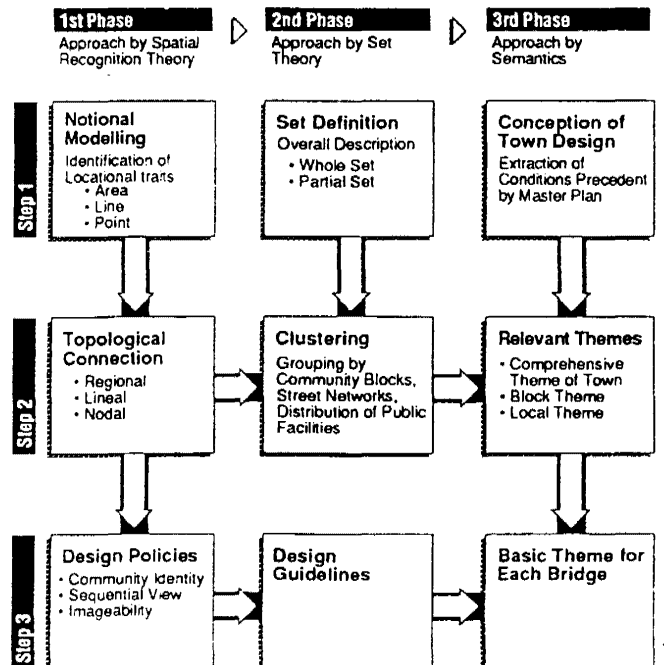 1st Phase
Approach by Spatial
Recognition Theory
2nd Phase
Approach by Set
Theory
3rd Phase
Approach by
Semantics
Step 1
Notional
Modelling
Identification of
Locational traits
• Area
• Line
• Point
Set Definition
Overall Description
• Whole Set
• Partial Set
Conception of
Town Design
Extraction of
Conditions Precedent
by Master Plan
Step 2
Topological
Connection
• Regional
• Lineal
• Nodal
Clustering
Grouping by
Community Blocks,
Street Networks,
Distribution of Public
Facilities
Relevant Themes
• Comprehensive
Theme of Town
• Block Theme
• Local Theme
Step 3
Design Policies
• Community Identity
• Sequential View
• Imageability
Design
Guidelines
Basic Theme for
Each Bridge